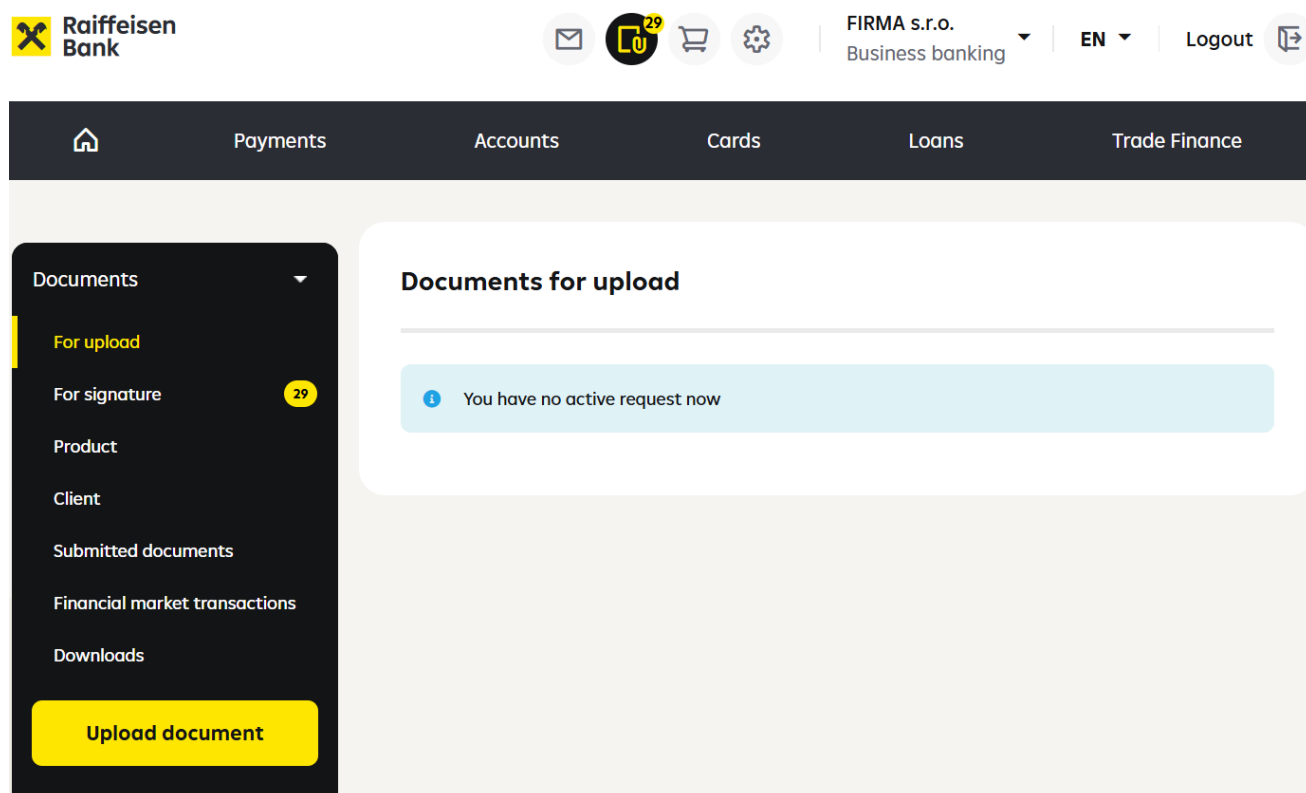 Raiffeisen
Bank
29
FIRMA s.r.o.
Business banking
EN
Logout
Payments
Accounts
Cards
Loans
Trade Finance
Documents
For upload
For signature
29
Product
Client
Submitted documents
Financial market transactions
Downloads
Upload document
Documents for upload
You have no active request now